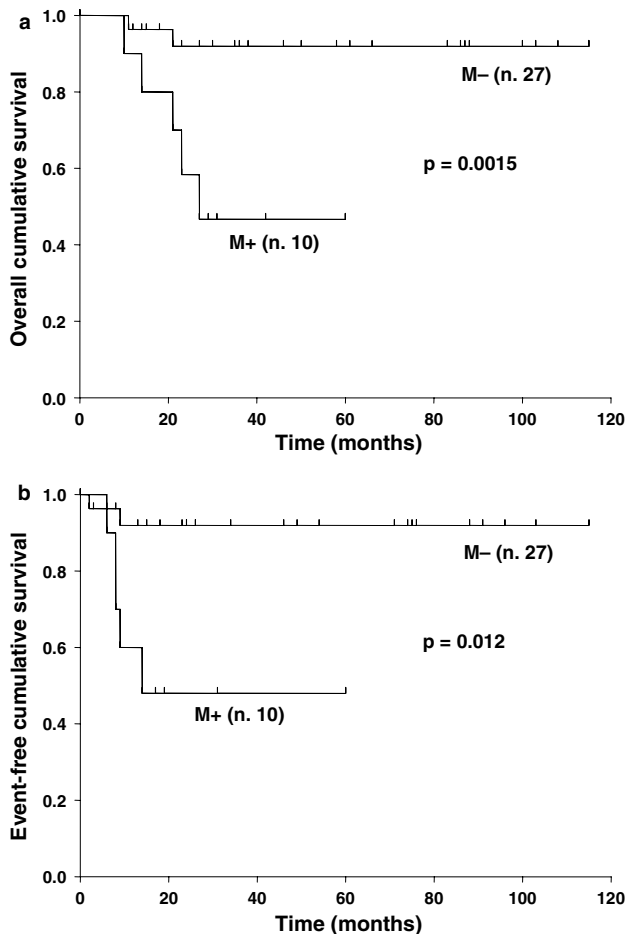 a
Overall cumulative survival
1.0
0.8
0.6
0.4
0.2
0.0
M– (n. 27)
p = 0.0015
M+ (n. 10)
0 20 40 60 80 100 120
Time (months)
b
Event-free cumulative survival
1.0
0.8
0.6
0.4
0.2
0.0
M– (n. 27)
p = 0.012
M+ (n. 10)
0 20 40 60 80 100 120
Time (months)